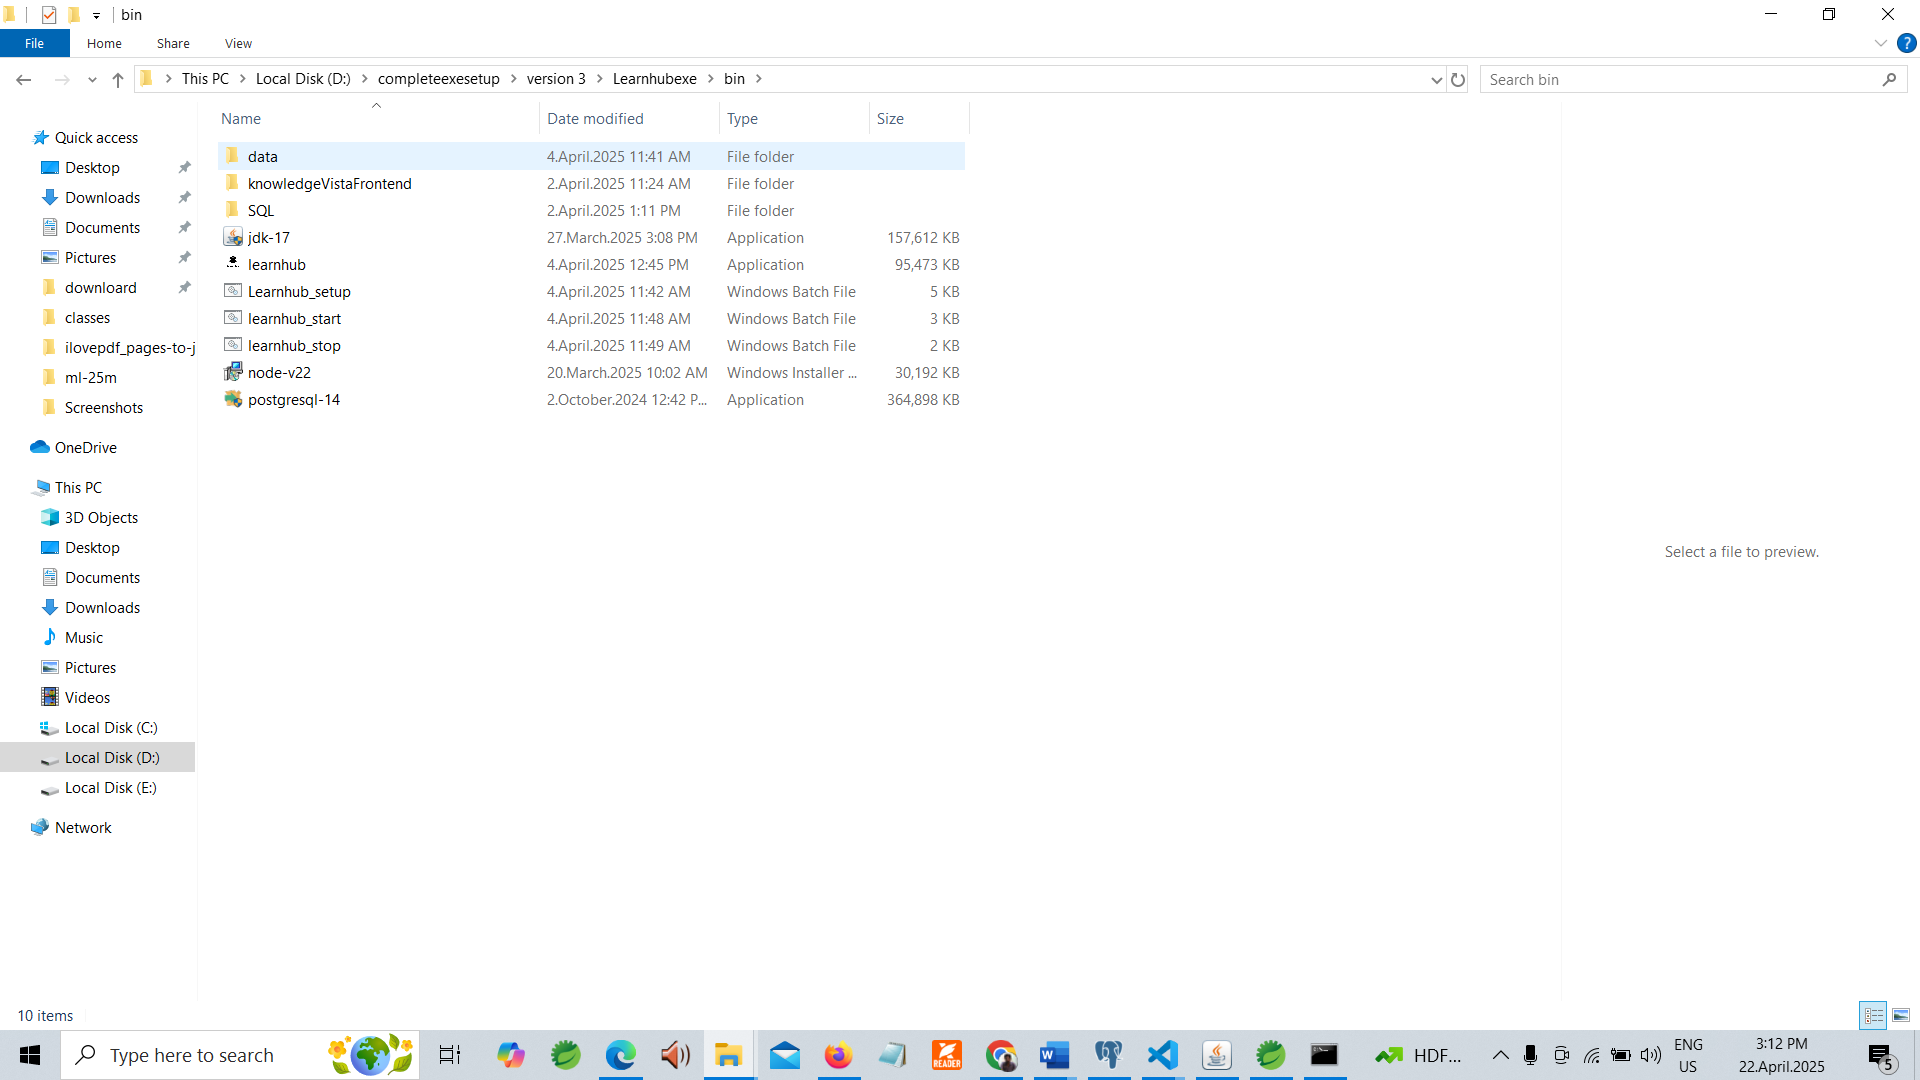 bin
File Home Share View
This PC Local Disk (D:) completeexesetup version 3 Learnhubexe bin
Search bin
Name Date modified Type Size
Quick access
Desktop
Downloads
Documents
Pictures
downloard
classes
ilovepdf_pages-to-j
ml-25m
Screenshots
OneDrive
This PC
3D Objects
Desktop
Documents
Downloads
Music
Pictures
Videos
Local Disk (C:)
Local Disk (D:)
Local Disk (E:)
Network
data 4.April.2025 11:41 AM File folder
knowledgeVistaFrontend 2.April.2025 11:24 AM File folder
SQL 2.April.2025 1:11 PM File folder
jdk-17 27.March.2025 3:08 PM Application 157,612 KB
learnhub 4.April.2025 12:45 PM Application 95,473 KB
Learnhub_setup 4.April.2025 11:42 AM Windows Batch File 5 KB
learnhub_start 4.April.2025 11:48 AM Windows Batch File 3 KB
learnhub_stop 4.April.2025 11:49 AM Windows Batch File 2 KB
node-v22 20.March.2025 10:02 AM Windows Installer ... 30,192 KB
postgresql-14 2.October.2024 12:42 P... Application 364,898 KB
Select a file to preview.
10 items
Type here to search
READER
HDF...
ENG
US
3:12 PM
22.April.2025
5